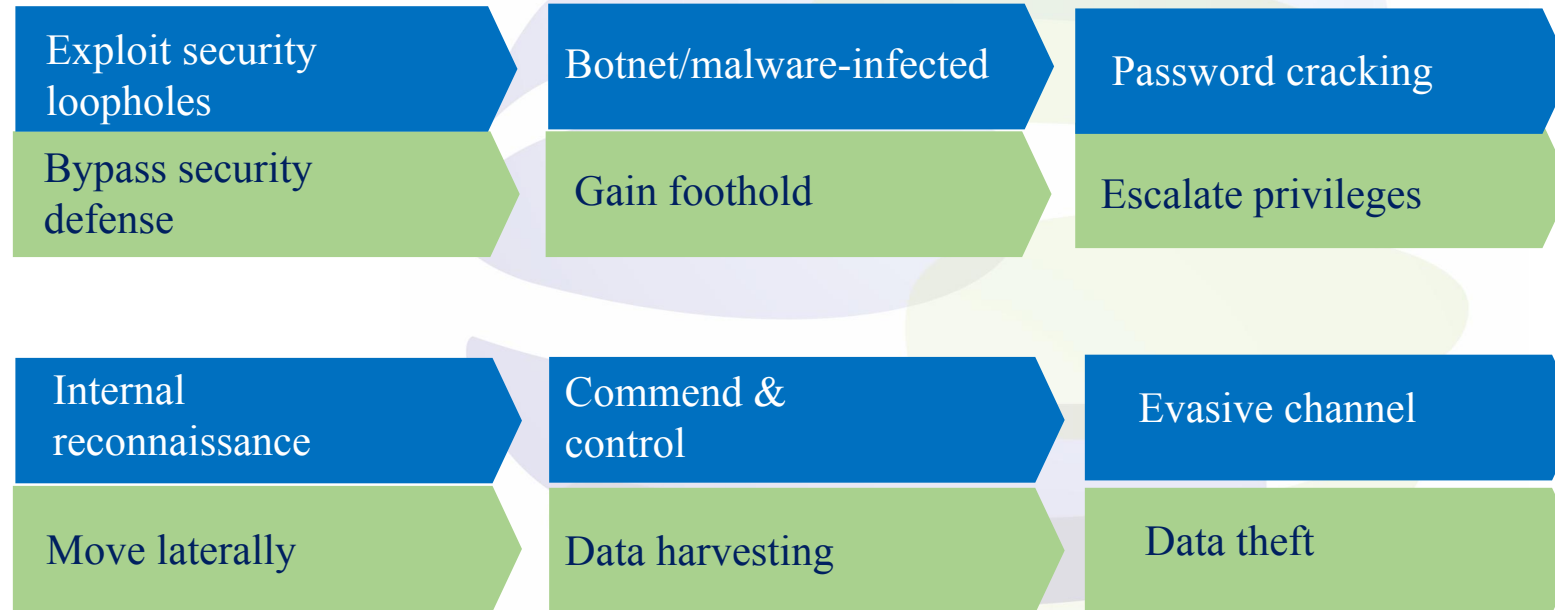 Exploit security
loopholes
Bypass security
defense
Botnet/malware-infected
Gain foothold
Password cracking
Escalate privileges
Internal
reconnaissance
Move laterally
Commend &
control
Data harvesting
Evasive channel
Data theft